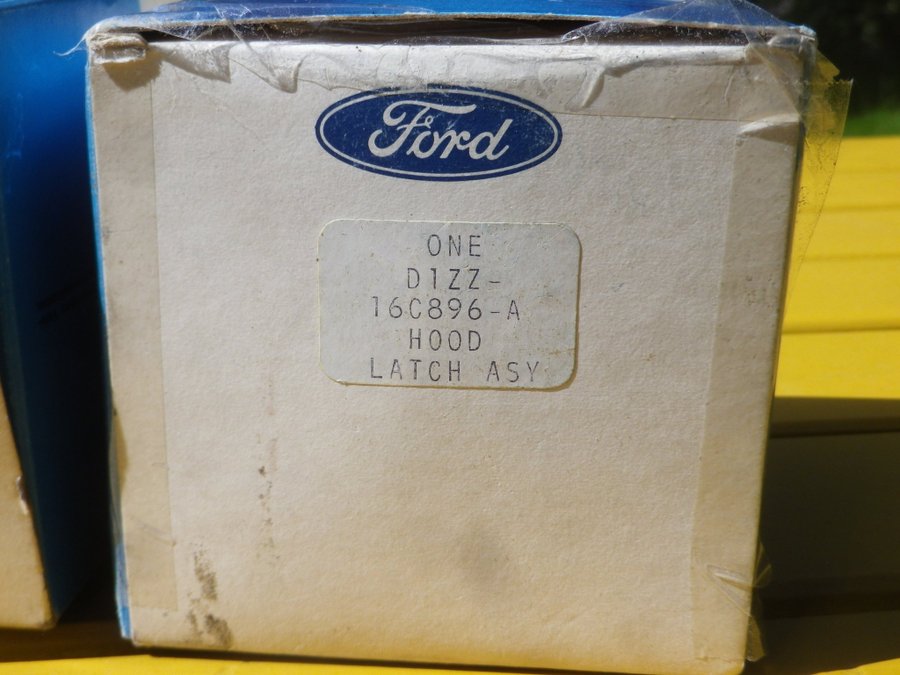 Ford
ONE
D1ZZ-
16C896-A
HOOD
LATCH ASY